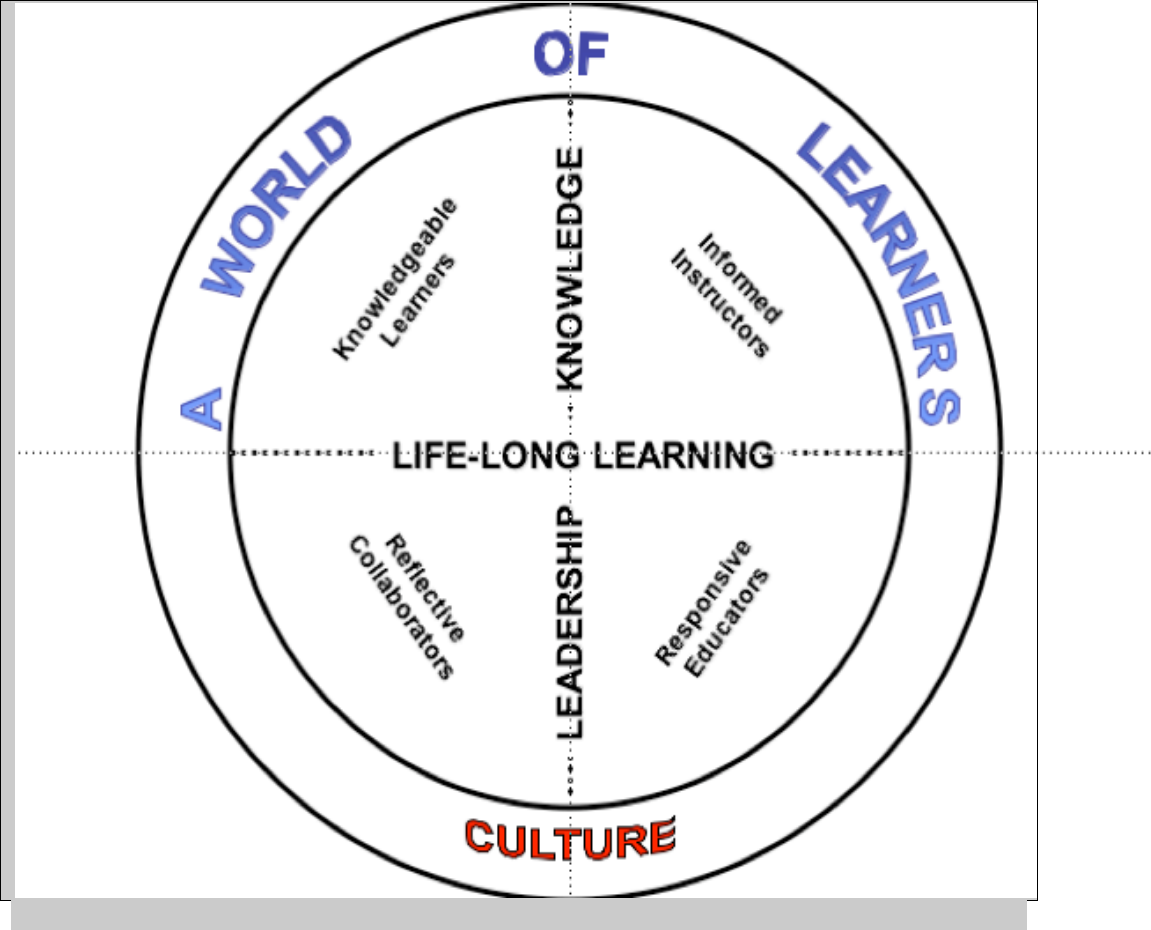 A WORLD OF LEARNERS
Knowledgeable
Learners
KNOWLEDGE
Informed
Instructors
LIFE-LONG LEARNING
Reflective
Collaborators
LEADERSHIP
Responsive
Educators
CULTURE